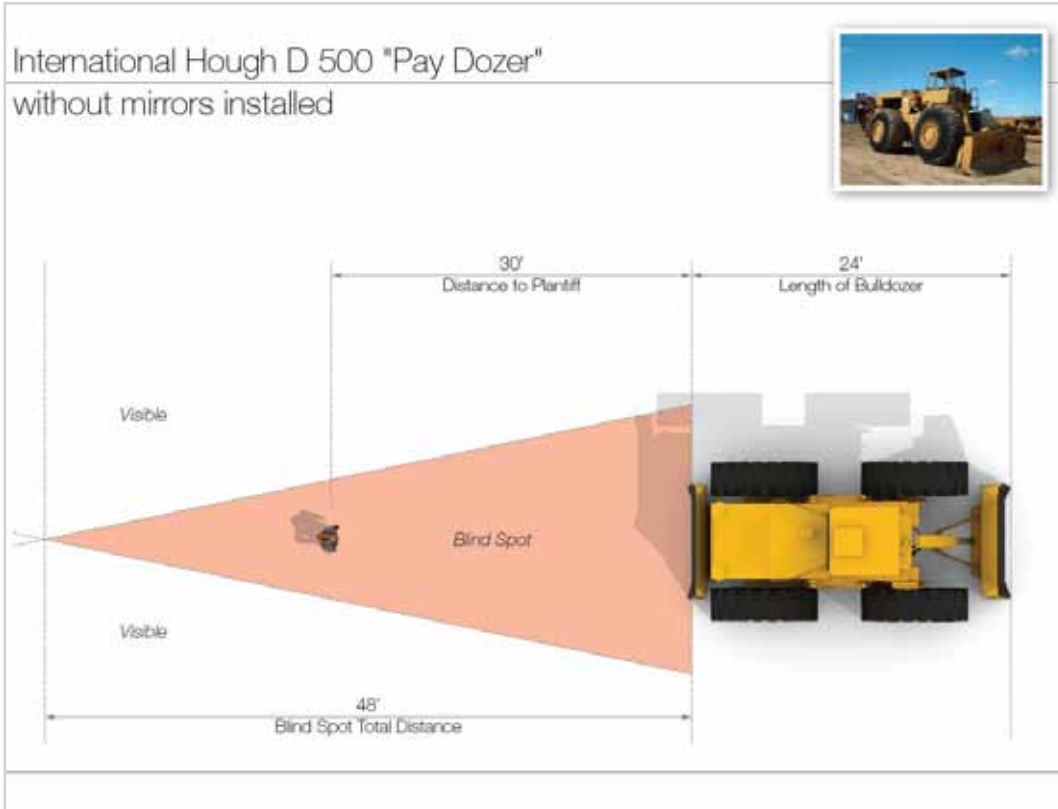 International Hough D 500 "Pay Dozer"
without mirrors installed
30'
Distance to Plantiff
24'
Length of Bulldozer
Visible
Blind Spot
Visible
48'
Blind Spot Total Distance